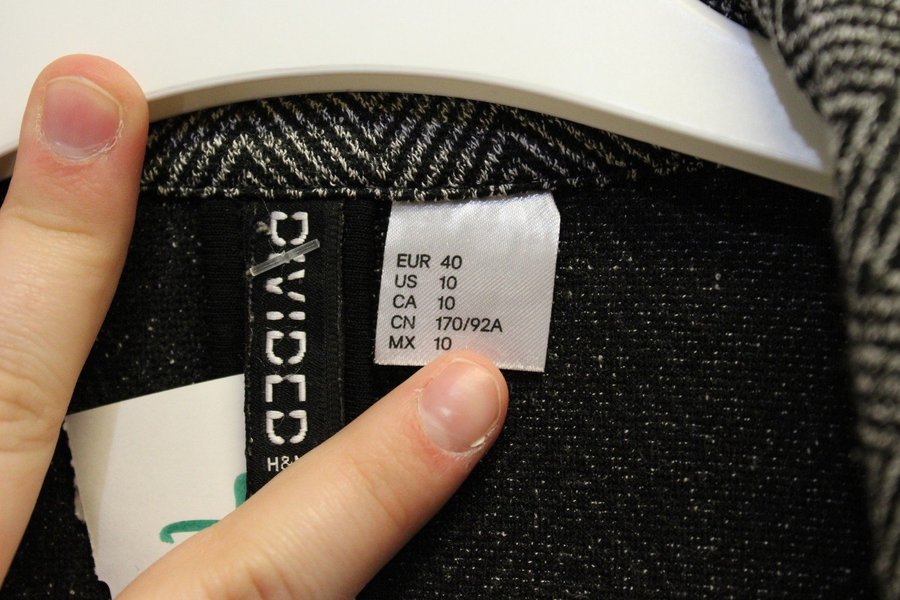 DIVIDED
EUR 40
US 10
CA 10
CN 170/92A
MX 10